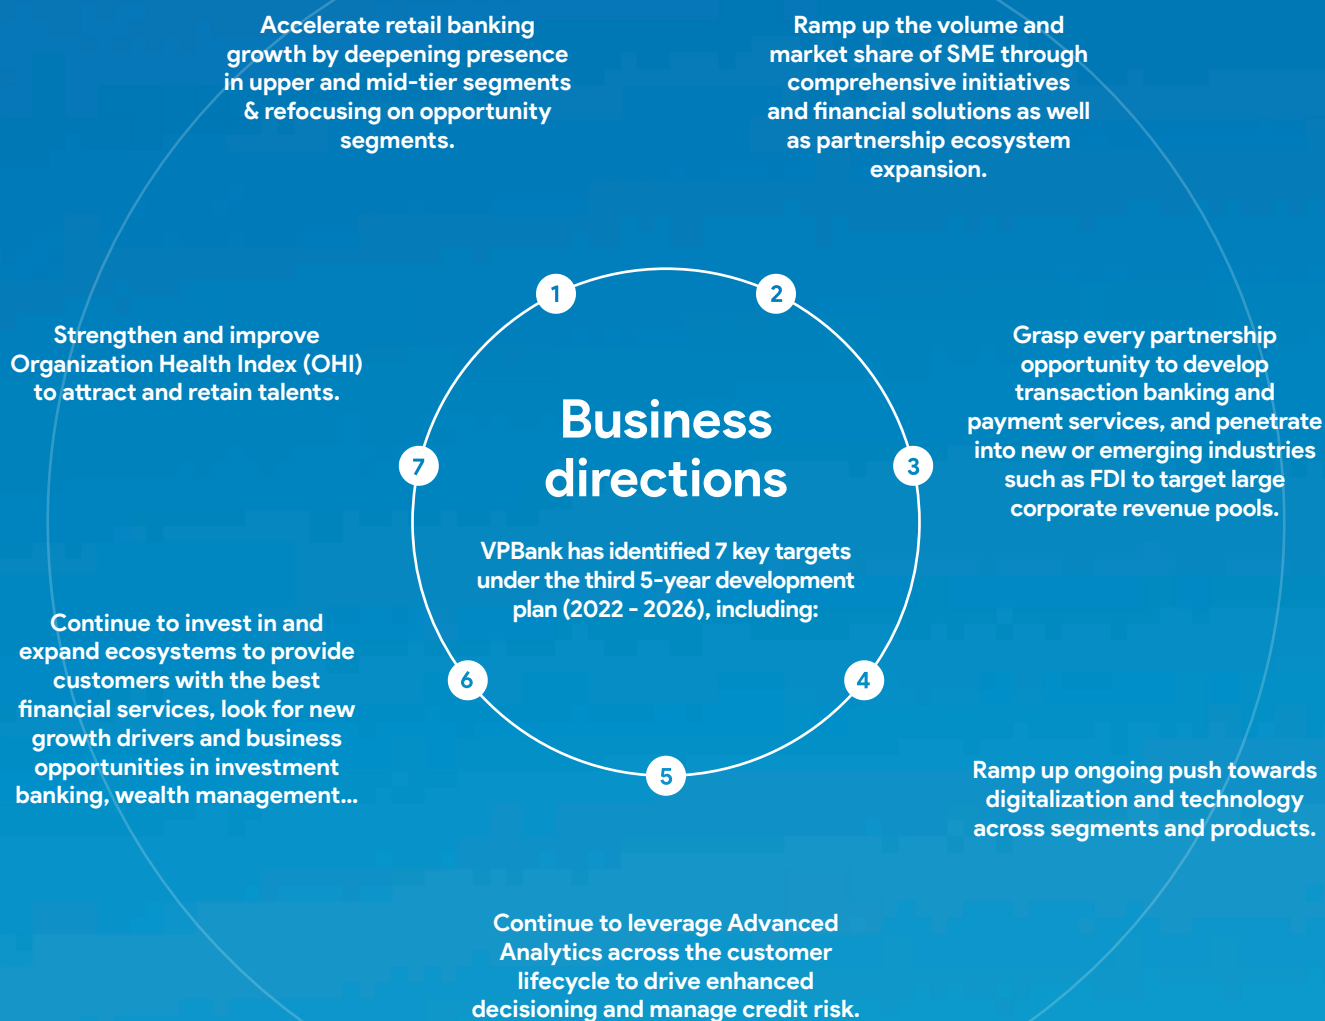 Accelerate retail banking
growth by deepening presence
in upper and mid-tier segments
& refocusing on opportunity
segments.
Ramp up the volume and
market share of SME through
comprehensive initiatives
and financial solutions as well
as partnership ecosystem
expansion.
1
2
Strengthen and improve
Organization Health Index (OHI)
to attract and retain talents.
Grasp every partnership
opportunity to develop
transaction banking and
payment services, and penetrate
into new or emerging industries
such as FDI to target large
corporate revenue pools.
Business
directions
7
3
VPBank has identified 7 key targets
under the third 5-year development
plan (2022 - 2026), including:
Continue to invest in and
expand ecosystems to provide
customers with the best
financial services, look for new
growth drivers and business
opportunities in investment
banking, wealth management...
6
4
5
Ramp up ongoing push towards
digitalization and technology
across segments and products.
Continue to leverage Advanced
Analytics across the customer
lifecycle to drive enhanced
decisioning and manage credit risk.